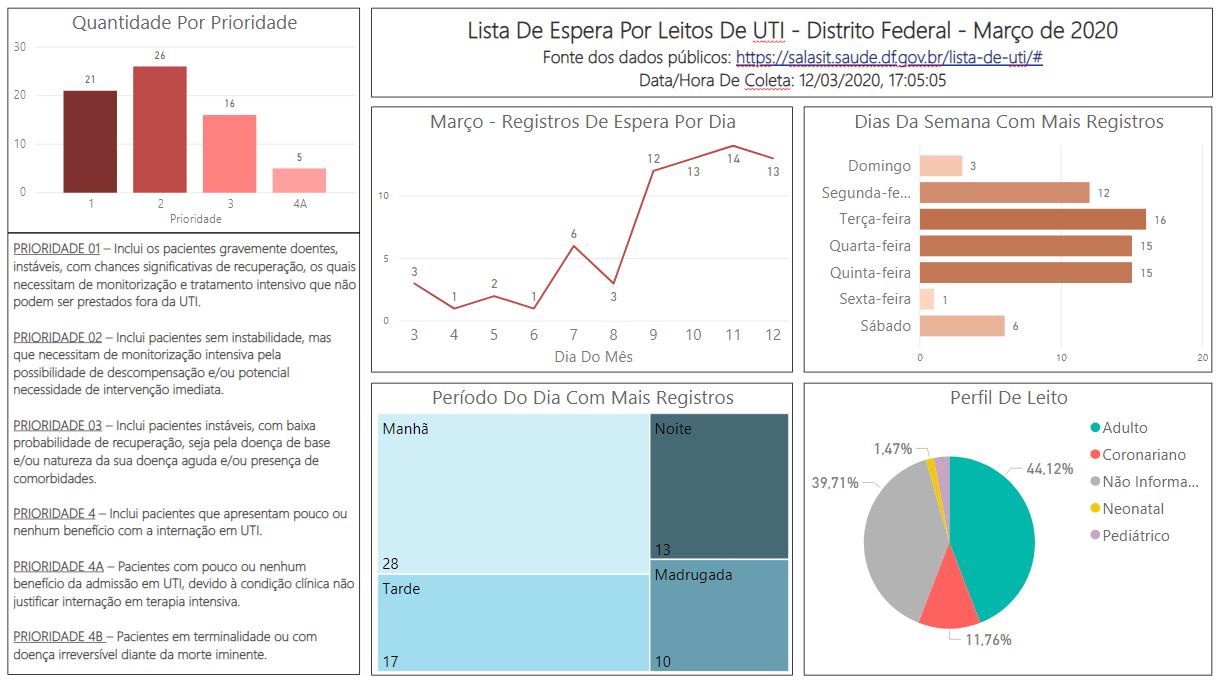 Quantidade Por Prioridade
30
20
10
0
21
26
16
5
1
2
3
4A
Prioridade
PRIORIDADE 01 – Inclui os pacientes gravemente doentes,
instáveis, com chances significativas de recuperação, os quais
necessitam de monitorização e tratamento intensivo que não
podem ser prestados fora da UTI.
PRIORIDADE 02 – Inclui pacientes sem instabilidade, mas
que necessitam de monitorização intensiva pela
possibilidade de descompensação e/ou potencial
necessidade de intervenção imediata.
PRIORIDADE 03 – Inclui pacientes instáveis, com baixa
probabilidade de recuperação, seja pela doença de base
e/ou natureza da sua doença aguda e/ou presença de
comorbidades.
PRIORIDADE 4 – Inclui pacientes que apresentam pouco ou
nenhum benefício com a internação em UTI.
PRIORIDADE 4A – Pacientes com pouco ou nenhum
benefício da admissão em UTI, devido à condição clínica não
justificar internação em terapia intensiva.
PRIORIDADE 4B – Pacientes em terminalidade ou com
doença irreversível diante da morte iminente.
Lista De Espera Por Leitos De UTI - Distrito Federal - Março de 2020
Fonte dos dados públicos: https://salasit.saude.df.gov.br/lista-de-uti/#
Data/Hora De Coleta: 12/03/2020, 17:05:05
Março - Registros De Espera Por Dia
10
5
0
3
1
2
1
6
3
12
13
14
13
3
4
5
6
7
8
9
10
11
12
Dia Do Mês
Dias Da Semana Com Mais Registros
Domingo
3
Segunda-fe...
12
Terça-feira
16
Quarta-feira
15
Quinta-feira
15
Sexta-feira
1
Sábado
6
0
10
20
Período Do Dia Com Mais Registros
Manhã
28
Tarde
17
Noite
13
Madrugada
10
Perfil De Leito
1,47%
39,71%
44,12%
11,76%
Adulto
Coronariano
Não Informa...
Neonatal
Pediátrico